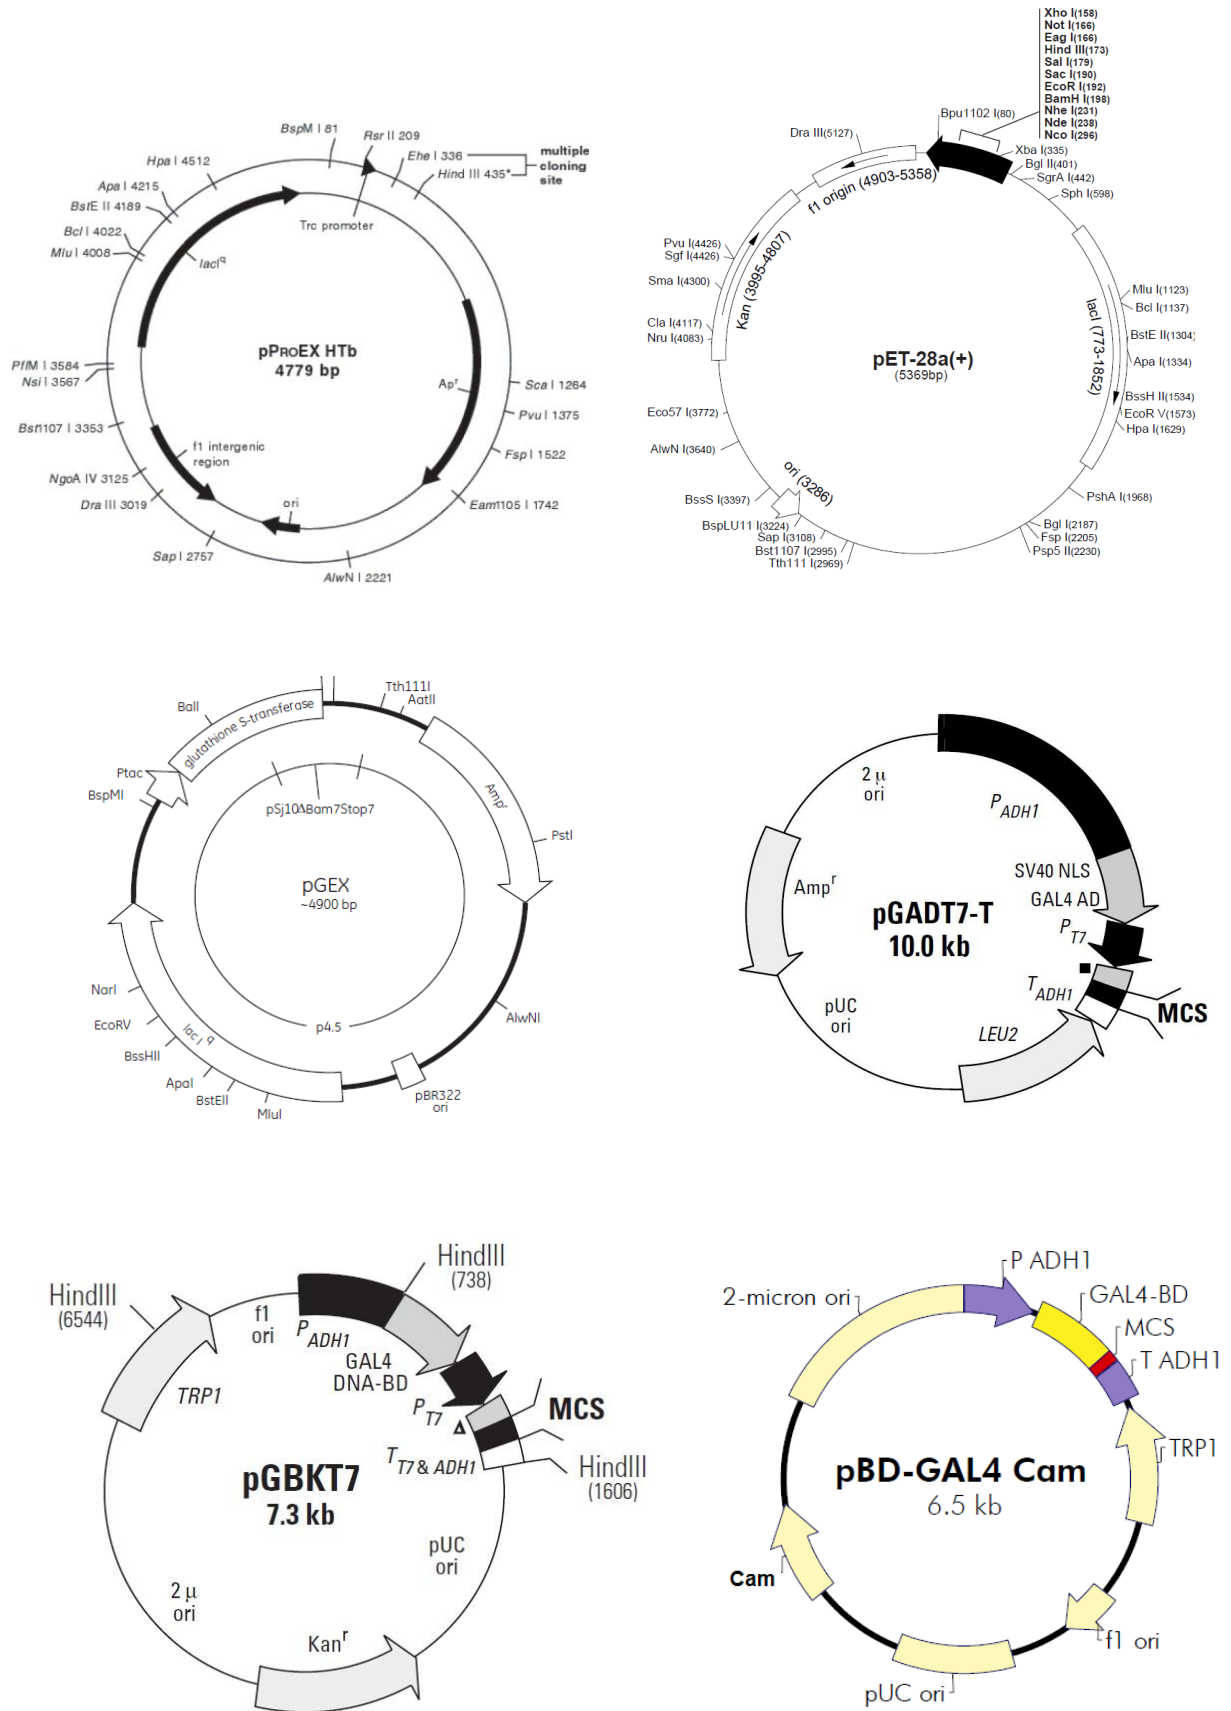 BspM I 81
Rsr II 209
Ehe I 336
Hind III 435*
multiple
cloning
site
Hpa I 4512
Apa I 4215
BstE II 4189
Bcl I 4022
Mlu I 4008
Trc promoter
lacIq
pPROEX HTb
4779 bp
Apr
PflM I 3584
Nsi I 3567
Bst1107 I 3353
NgoA IV 3125
Dra III 3019
Sap I 2757
f1 intergenic
region
ori
AlwN I 2221
Eam1105 I 1742
Fsp I 1522
Pvu I 1375
Sca I 1264
Xho I(158)
Not I(166)
Eag I(166)
Hind III(173)
Sal I(179)
Sac I(190)
EcoR I(192)
BamH I(198)
Nhe I(231)
Nde I(238)
Nco I(296)
Bpu1102 I(80)
Dra III(5127)
Xba I(335)
Bgl II(401)
SgrA I(442)
Sph I(598)
f1 origin (4903-5358)
Kan (3995-4807)
Pvu I(4426)
Sgf I(4426)
Sma I(4300)
Cla I(4117)
Nru I(4083)
pET-28a(+)
(5369bp)
lacI (773-1852)
Mlu I(1123)
Bcl I(1137)
BstE II(1304)
Apa I(1334)
BssH II(1534)
EcoR V(1573)
Hpa I(1629)
Eco57 I(3772)
AlwN I(3640)
ori (3286)
BssS I(3397)
BspLU11 I(3224)
Sap I(3108)
Bst1107 I(2995)
Tth111 I(2969)
PshA I(1968)
Bgl I(2187)
Fsp I(2205)
Psp5 II(2230)
Tth111I
AatII
BalI
glutathione S-transferase
Ptac
BspMI
pSj10ΔBam7Stop7
Ampr
PstI
pGEX
~4900 bp
NarI
EcoRV
BssHII
ApaI
BstEII
MluI
lac Iq
p4.5
AlwNI
pBR322
ori
2 μ
ori
PADH1
SV40 NLS
GAL4 AD
PT7
Ampr
pGADT7-T
10.0 kb
TADH1
MCS
pUC
ori
LEU2
HindIII
(738)
HindIII
(6544)
f1
ori
PADH1
GAL4
DNA-BD
TRP1
PT7
MCS
TT7 & ADH1
HindIII
(1606)
pGBKT7
7.3 kb
pUC
ori
2 μ
ori
Kanr
P ADH1
2-micron ori
GAL4-BD
MCS
T ADH1
TRP1
pBD-GAL4 Cam
6.5 kb
Cam
f1 ori
pUC ori